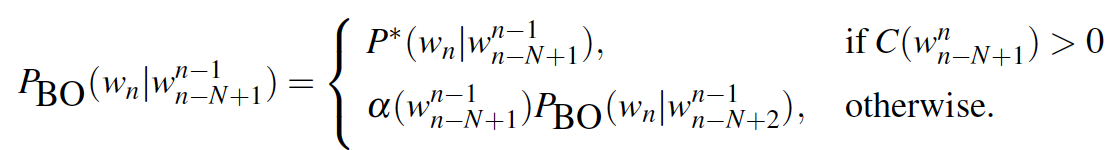 P_BO(w_n|w_{n−N+1}^{n−1}) = { P*(w_n|w_{n−N+1}^{n−1}), if C(w_{n−N+1}^n) > 0
α(w_{n−N+1}^{n−1})P_BO(w_n|w_{n−N+2}^{n−1}), otherwise.